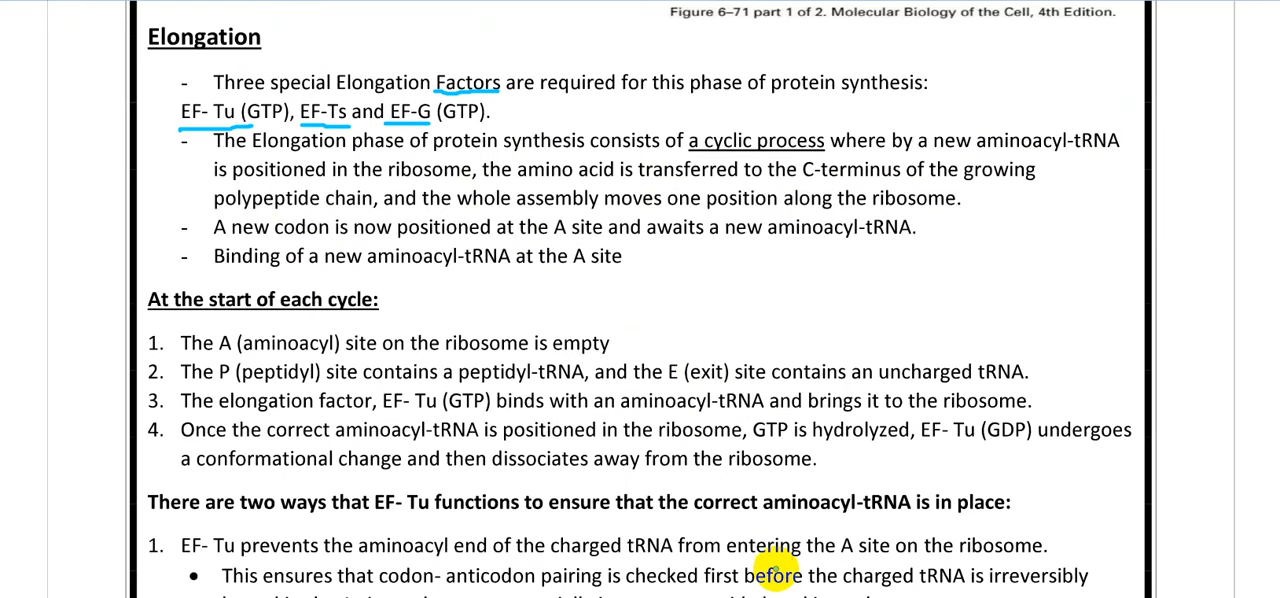 Figure 6–71 part 1 of 2. Molecular Biology of the Cell, 4th Edition.
Elongation
- Three special Elongation Factors are required for this phase of protein synthesis:
EF- Tu (GTP), EF-Ts and EF-G (GTP).
- The Elongation phase of protein synthesis consists of a cyclic process where by a new aminoacyl-tRNA
is positioned in the ribosome, the amino acid is transferred to the C-terminus of the growing
polypeptide chain, and the whole assembly moves one position along the ribosome.
- A new codon is now positioned at the A site and awaits a new aminoacyl-tRNA.
- Binding of a new aminoacyl-tRNA at the A site
At the start of each cycle:
1. The A (aminoacyl) site on the ribosome is empty
2. The P (peptidyl) site contains a peptidyl-tRNA, and the E (exit) site contains an uncharged tRNA.
3. The elongation factor, EF- Tu (GTP) binds with an aminoacyl-tRNA and brings it to the ribosome.
4. Once the correct aminoacyl-tRNA is positioned in the ribosome, GTP is hydrolyzed, EF- Tu (GDP) undergoes
a conformational change and then dissociates away from the ribosome.
There are two ways that EF- Tu functions to ensure that the correct aminoacyl-tRNA is in place:
1. EF- Tu prevents the aminoacyl end of the charged tRNA from entering the A site on the ribosome.
• This ensures that codon- anticodon pairing is checked first before the charged tRNA is irreversibly